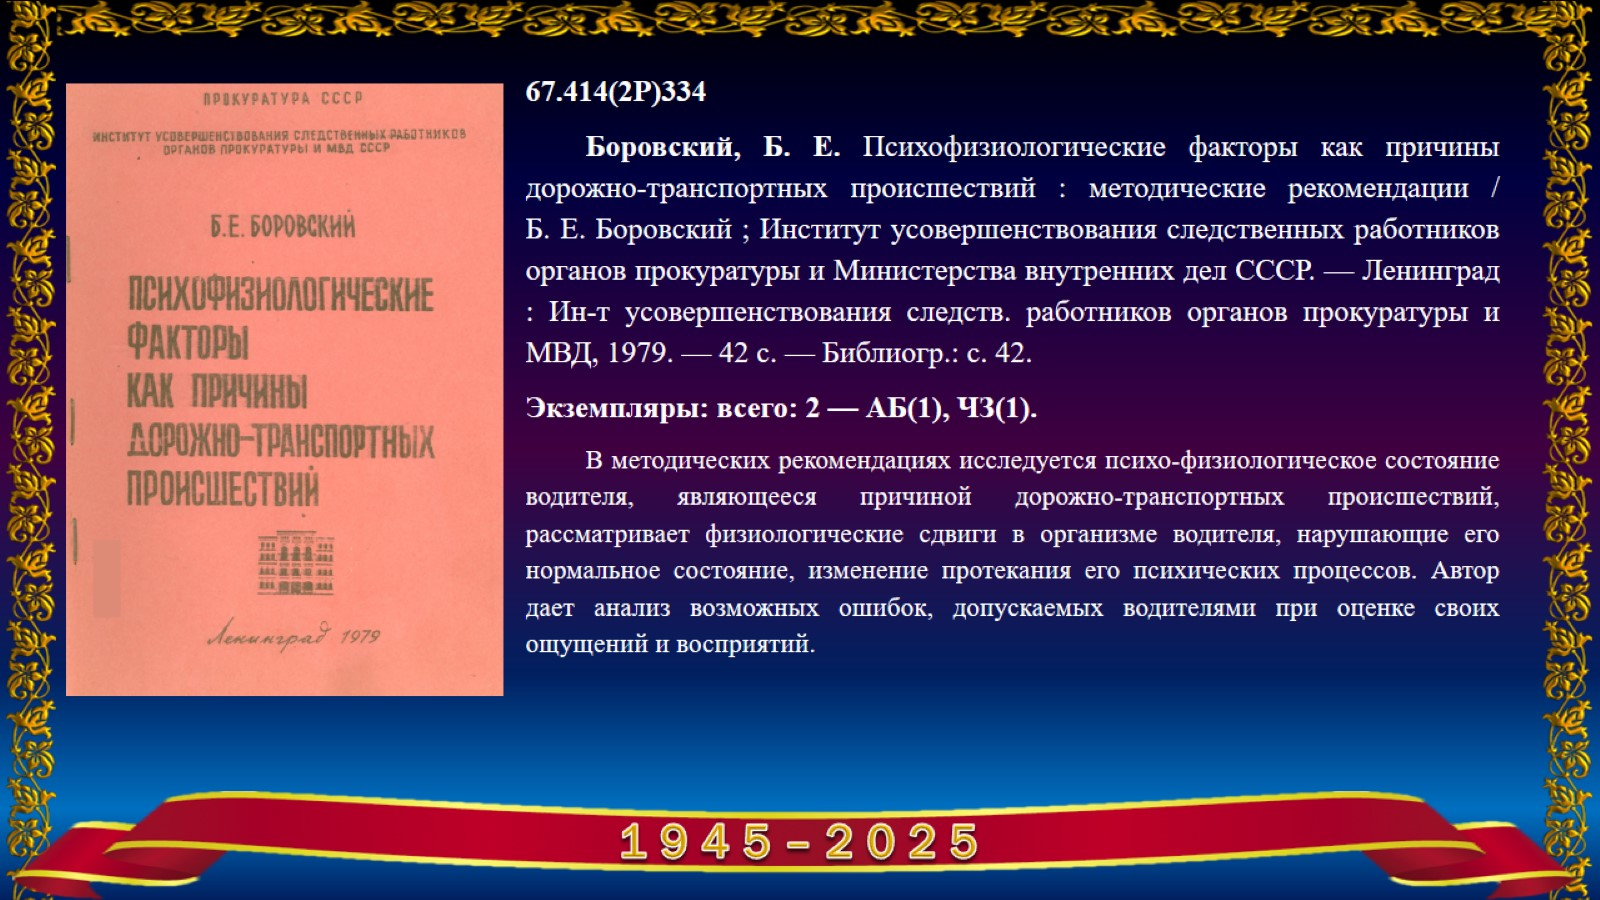 ПРОКУРАТУРА СССР
ИНСТИТУТ УСОВЕРШЕНСТВОВАНИЯ СЛЕДСТВЕННЫХ РАБОТНИКОВ
ОРГАНОВ ПРОКУРАТУРЫ И МВД СССР
Б.Е. БОРОВСКИЙ
ПСИХОФИЗИОЛОГИЧЕСКИЕ
ФАКТОРЫ
КАК ПРИЧИНЫ
ДОРОЖНО-ТРАНСПОРТНЫХ
ПРОИСШЕСТВИЙ
Ленинград 1979
67.414(2Р)334
Боровский, Б. Е. Психофизиологические факторы как причины
дорожно-транспортных происшествий : методические рекомендации /
Б. Е. Боровский ; Институт усовершенствования следственных работников
органов прокуратуры и Министерства внутренних дел СССР. — Ленинград
: Ин-т усовершенствования следств. работников органов прокуратуры и
МВД, 1979. — 42 с. — Библиогр.: с. 42.
Экземпляры: всего: 2 — АБ(1), ЧЗ(1).
В методических рекомендациях исследуется психо-физиологическое состояние
водителя, являющееся причиной дорожно-транспортных происшествий,
рассматривает физиологические сдвиги в организме водителя, нарушающие его
нормальное состояние, изменение протекания его психических процессов. Автор
дает анализ возможных ошибок, допускаемых водителями при оценке своих
ощущений и восприятий.
1945–2025